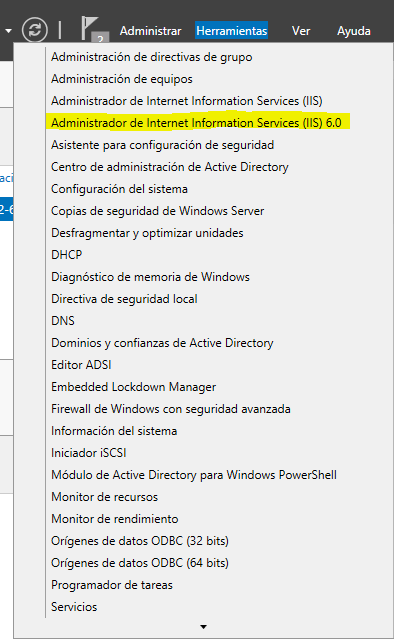 2
Administrar
Herramientas
Ver
Ayuda
Administración de directivas de grupo
Administración de equipos
Administrador de Internet Information Services (IIS)
Administrador de Internet Information Services (IIS) 6.0
Asistente para configuración de seguridad
Centro de administración de Active Directory
Configuración del sistema
Copias de seguridad de Windows Server
Desfragmentar y optimizar unidades
DHCP
Diagnóstico de memoria de Windows
Directiva de seguridad local
DNS
Dominios y confianzas de Active Directory
Editor ADSI
Embedded Lockdown Manager
Firewall de Windows con seguridad avanzada
Información del sistema
Iniciador iSCSI
Módulo de Active Directory para Windows PowerShell
Monitor de recursos
Monitor de rendimiento
Orígenes de datos ODBC (32 bits)
Orígenes de datos ODBC (64 bits)
Programador de tareas
Servicios